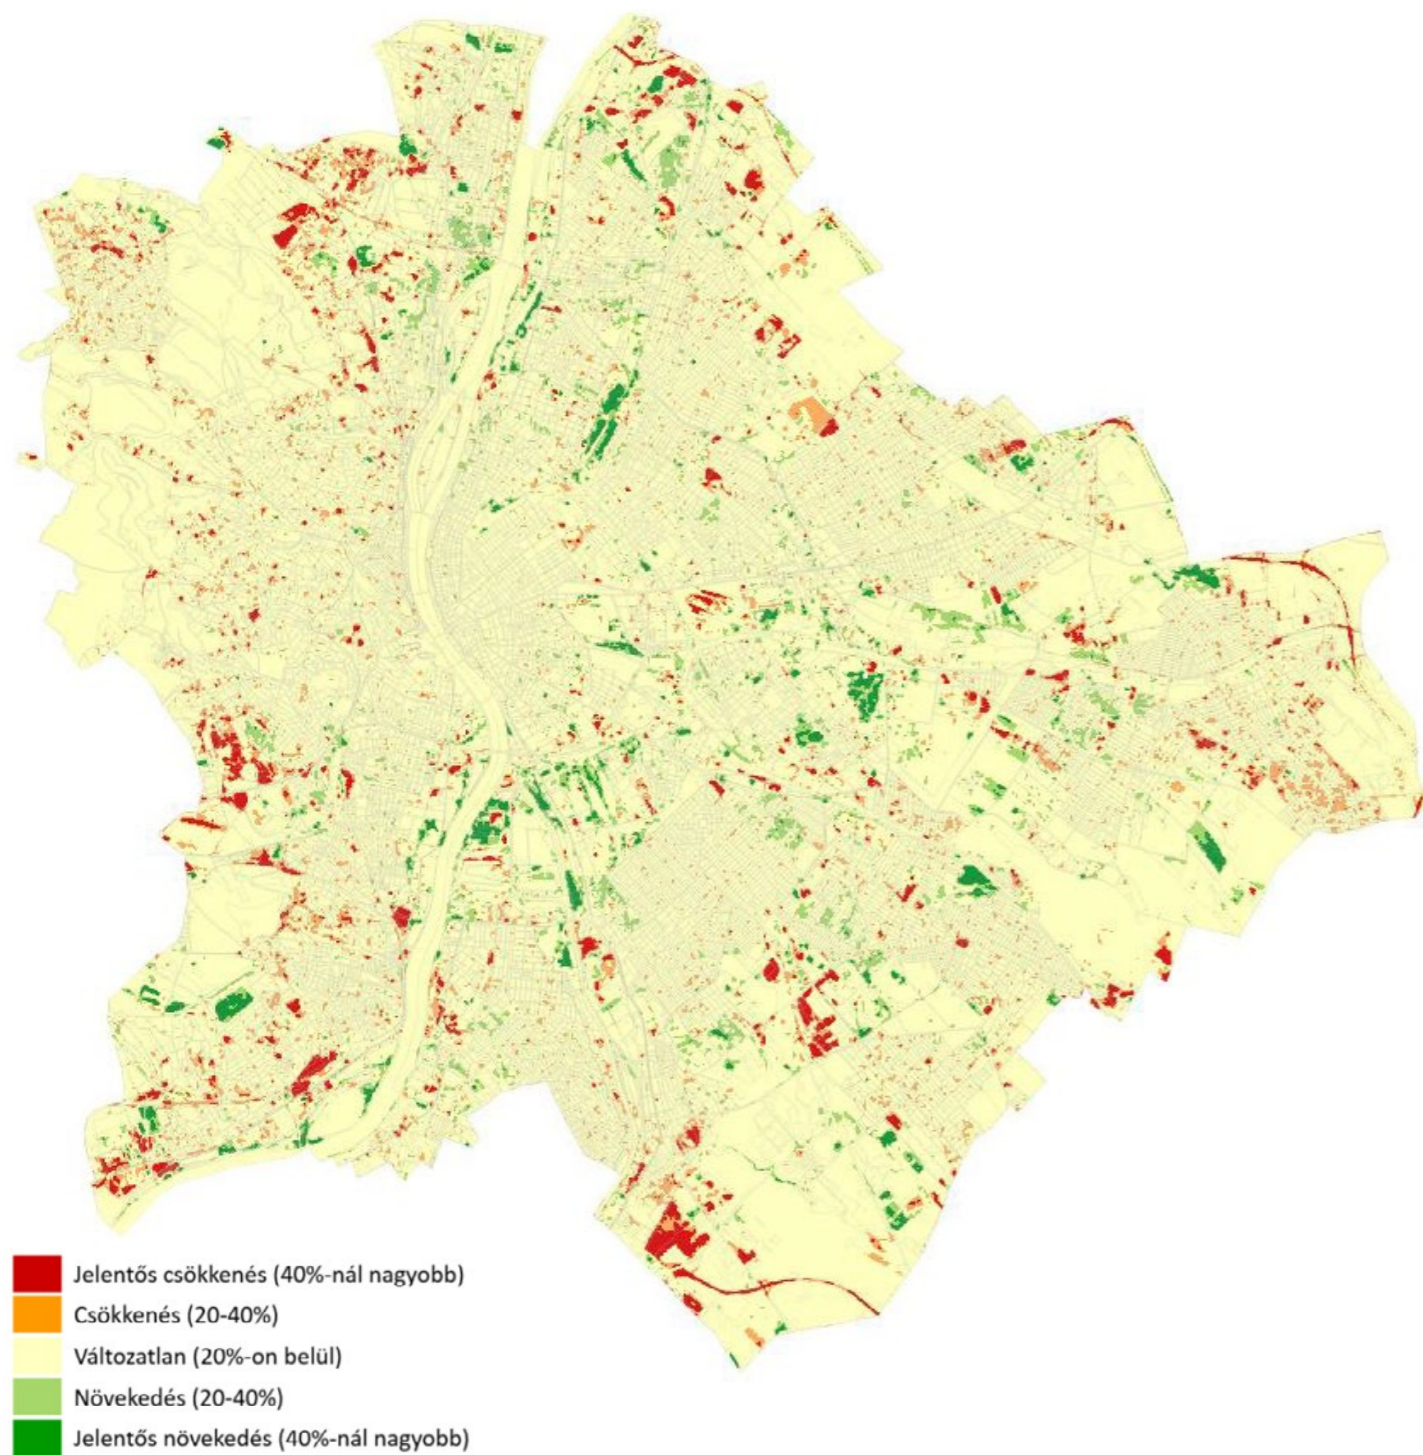 Jelentős csökkenés (40%-nál nagyobb)
Csökkenés (20-40%)
Változatlan (20%-on belül)
Növekedés (20-40%)
Jelentős növekedés (40%-nál nagyobb)